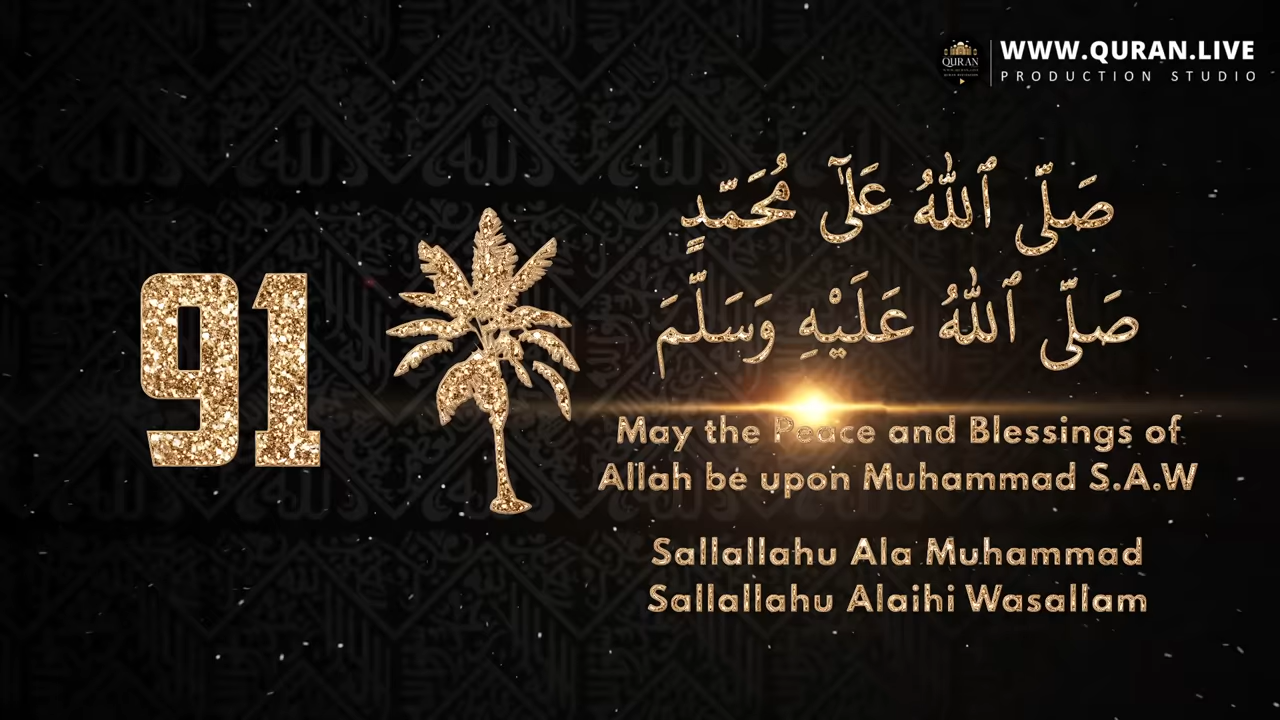 WWW.QURAN.LIVE
PRODUCTION STUDIO
QURAN
91
صَلَّى ٱللَّٰهُ عَلَىٰٓ مُحَمَّدٍ
صَلَّى ٱللَّٰهُ عَلَيْهِ وَسَلَّمَ
May the Peace and Blessings of
Allah be upon Muhammad S.A.W
Sallallahu Ala Muhammad
Sallallahu Alaihi Wasallam